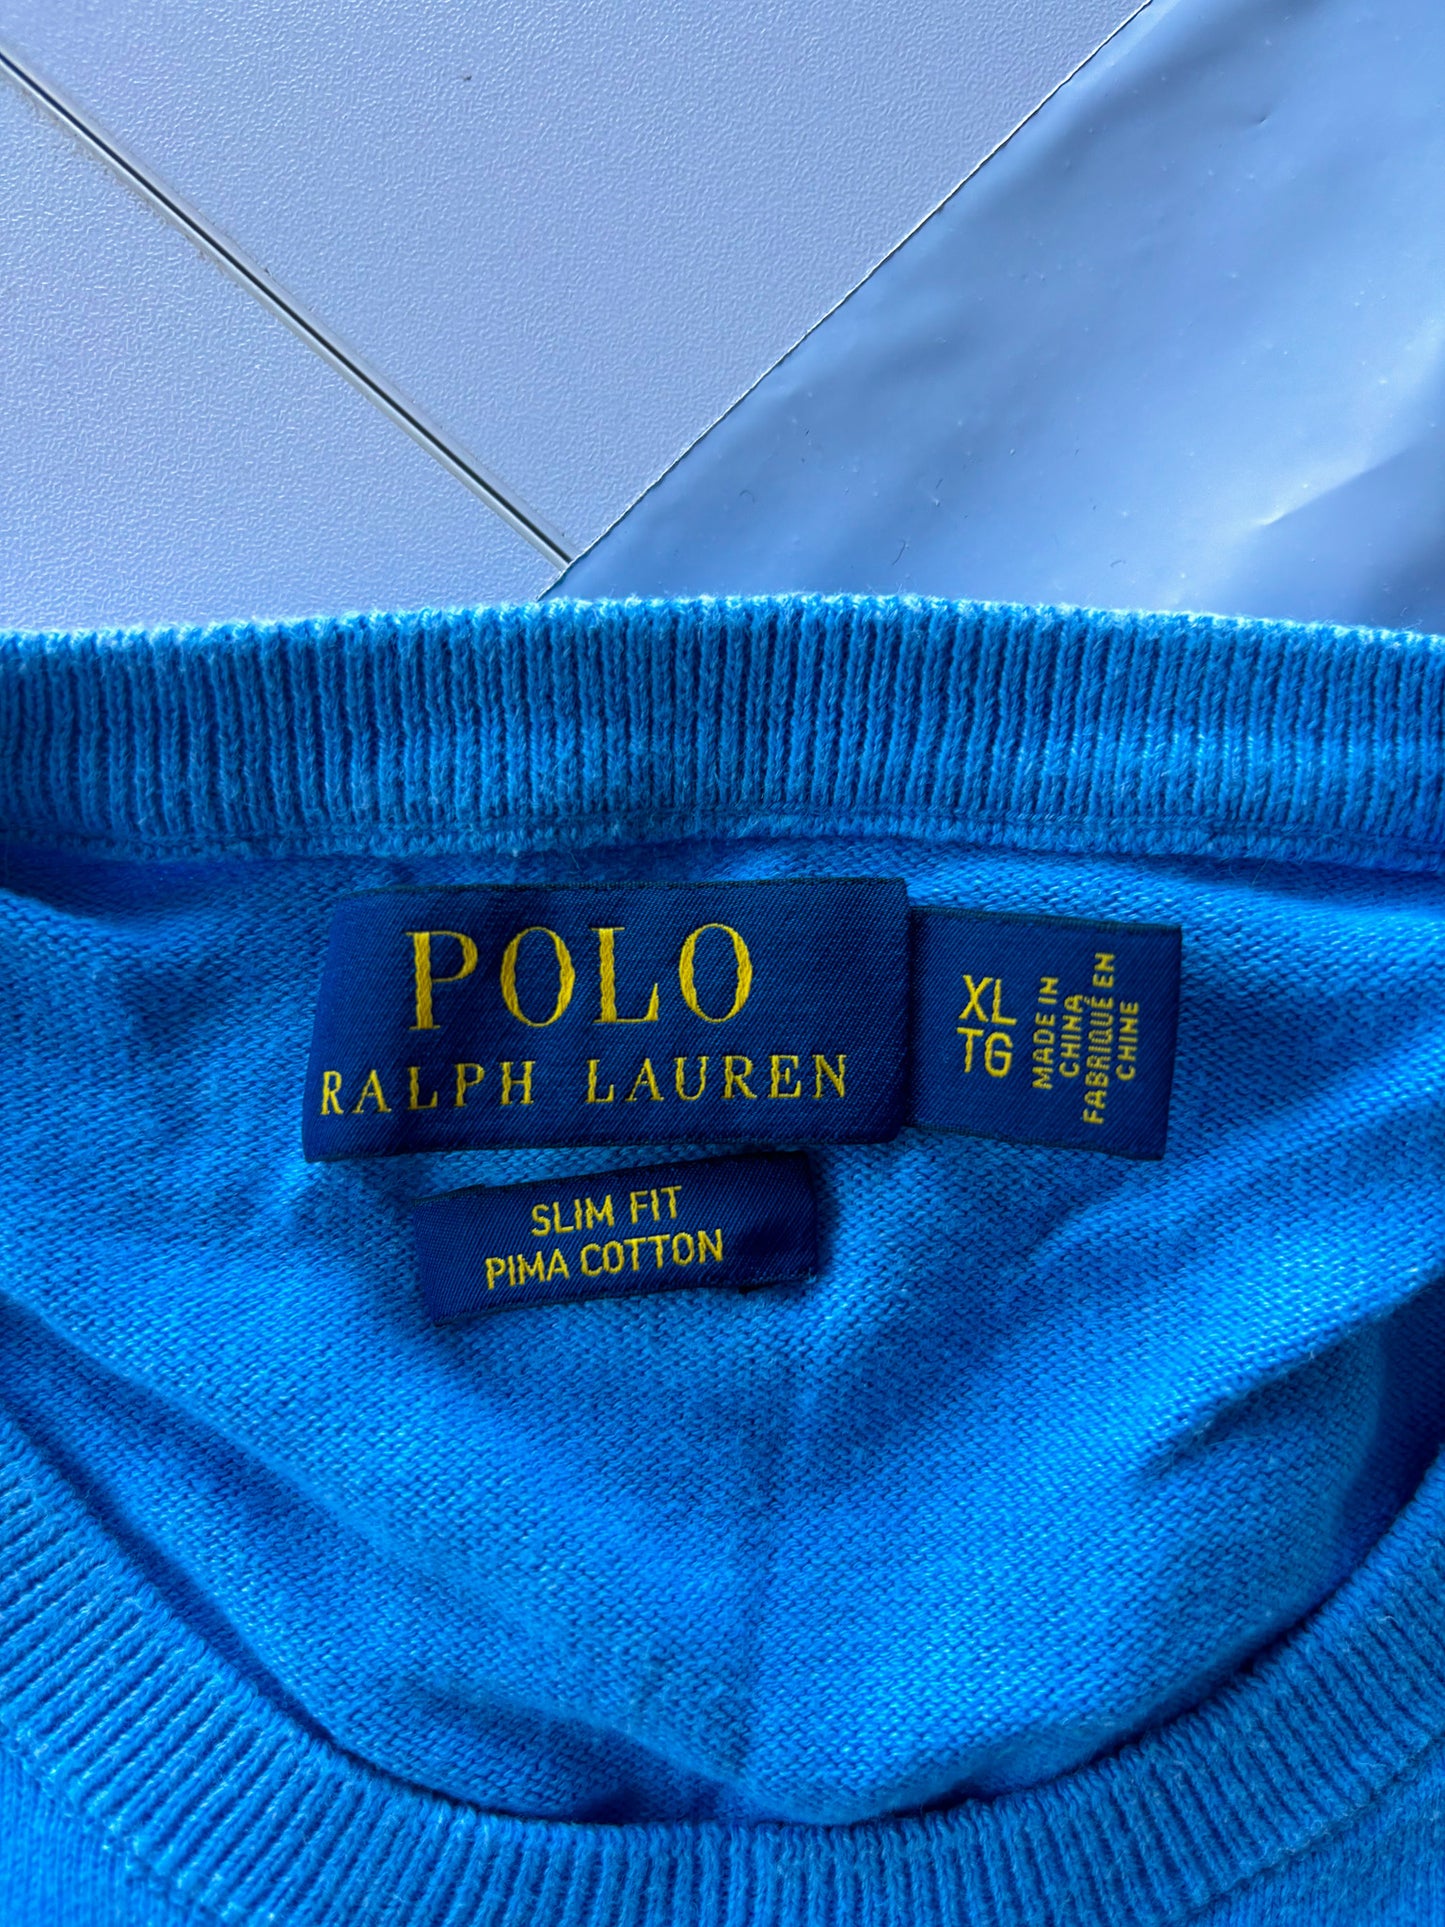 POLO
RALPH LAUREN
XL
TG
MADE IN
CHINA
FABRIQUÉ EN
CHINE
SLIM FIT
PIMA COTTON